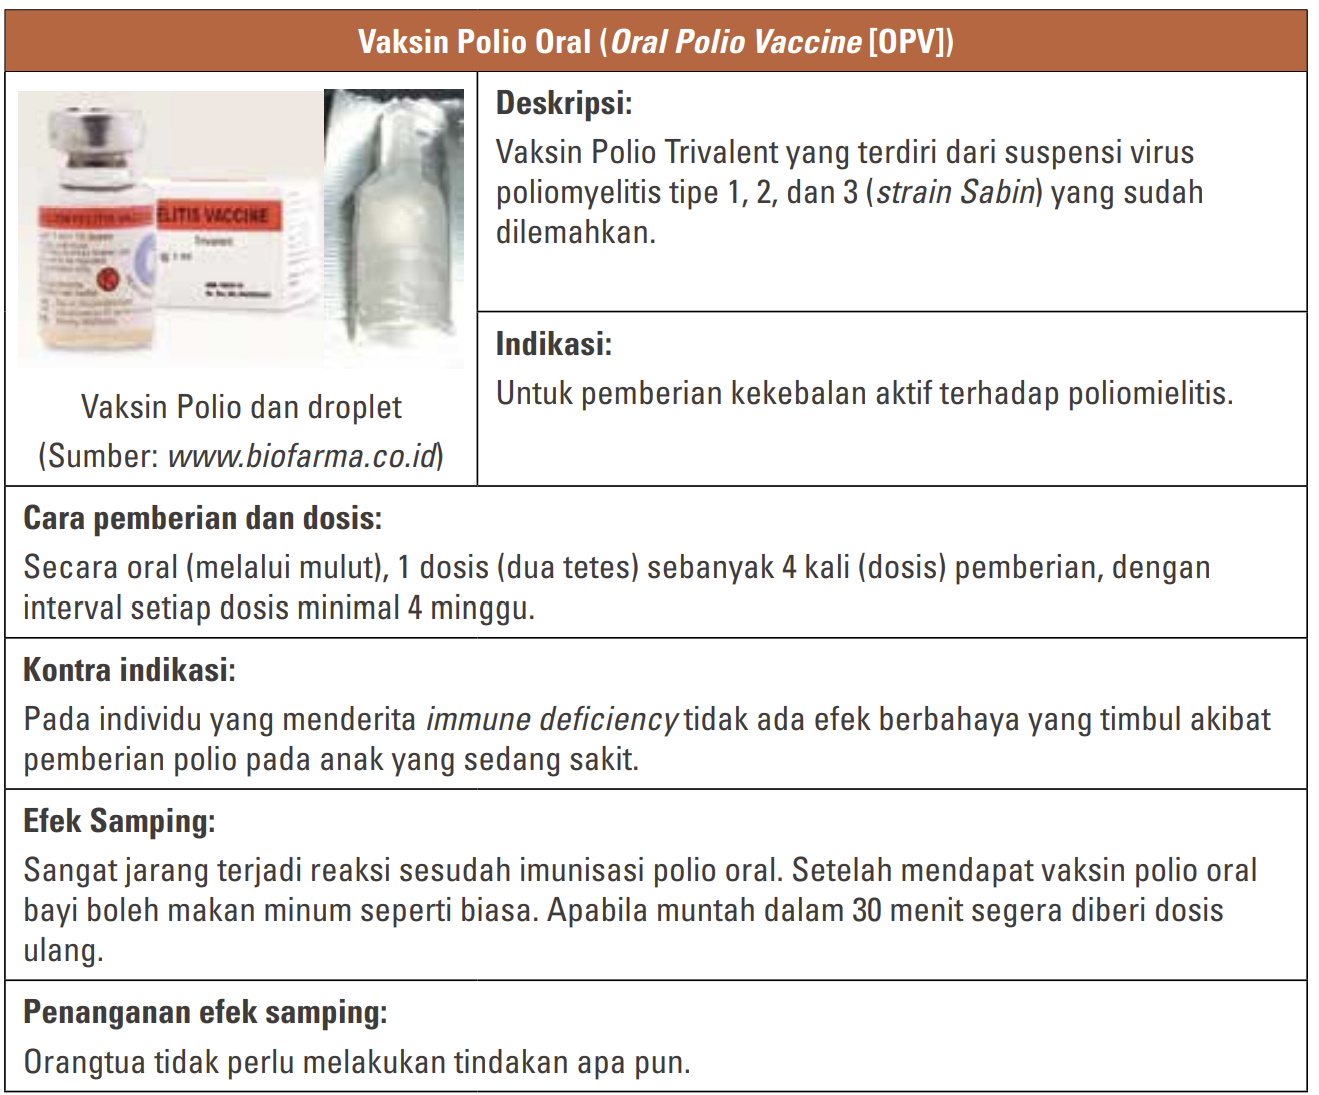 Vaksin Polio Oral (Oral Polio Vaccine [OPV])
ELITIS VACCINE
Trivalent
Vaksin Polio dan droplet
(Sumber: www.biofarma.co.id)
Deskripsi:
Vaksin Polio Trivalent yang terdiri dari suspensi virus
poliomyelitis tipe 1, 2, dan 3 (strain Sabin) yang sudah
dilemahkan.
Indikasi:
Untuk pemberian kekebalan aktif terhadap poliomielitis.
Cara pemberian dan dosis:
Secara oral (melalui mulut), 1 dosis (dua tetes) sebanyak 4 kali (dosis) pemberian, dengan
interval setiap dosis minimal 4 minggu.
Kontra indikasi:
Pada individu yang menderita immune deficiency tidak ada efek berbahaya yang timbul akibat
pemberian polio pada anak yang sedang sakit.
Efek Samping:
Sangat jarang terjadi reaksi sesudah imunisasi polio oral. Setelah mendapat vaksin polio oral
bayi boleh makan minum seperti biasa. Apabila muntah dalam 30 menit segera diberi dosis
ulang.
Penanganan efek samping:
Orangtua tidak perlu melakukan tindakan apa pun.